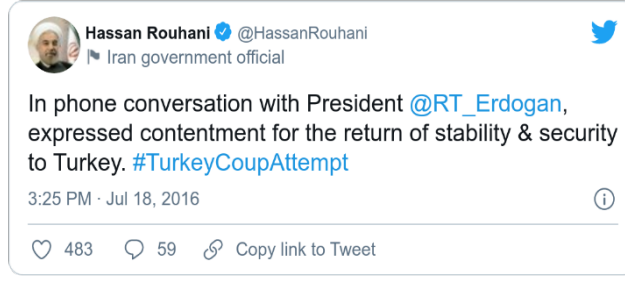 Hassan Rouhani @HassanRouhani
Iran government official
In phone conversation with President @RT_Erdogan,
expressed contentment for the return of stability & security
to Turkey. #TurkeyCoupAttempt
3:25 PM · Jul 18, 2016
483 59 Copy link to Tweet